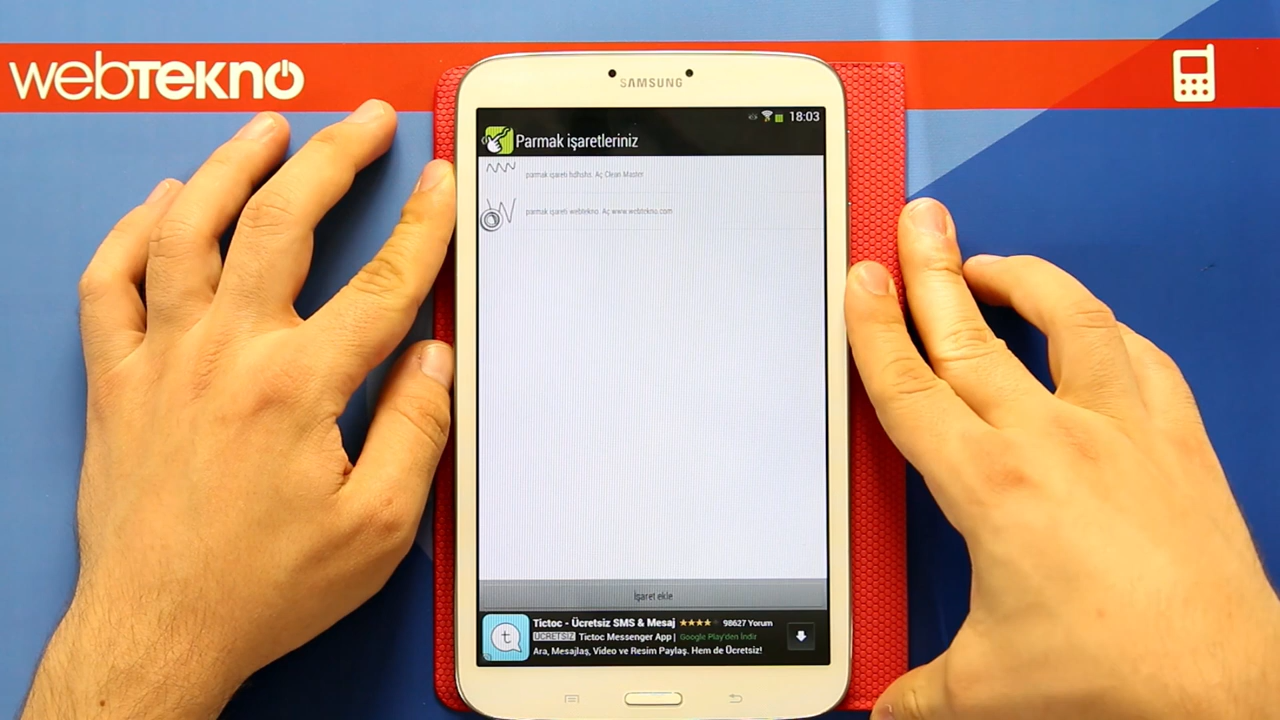 webtekno
SAMSUNG
18:03
Parmak işaretleriniz
parmak işareti hdhshs. Aç Clean Master
parmak işareti webtekno. Aç www.webtekno.com
İşaret ekle
Tictoc - Ücretsiz SMS & Mesaj 98627 Yorum
ÜCRETSİZ Tictoc Messenger App | Google Play'den İndir
Ara, Mesajlaş, Video ve Resim Paylaş. Hem de Ücretsiz!
t